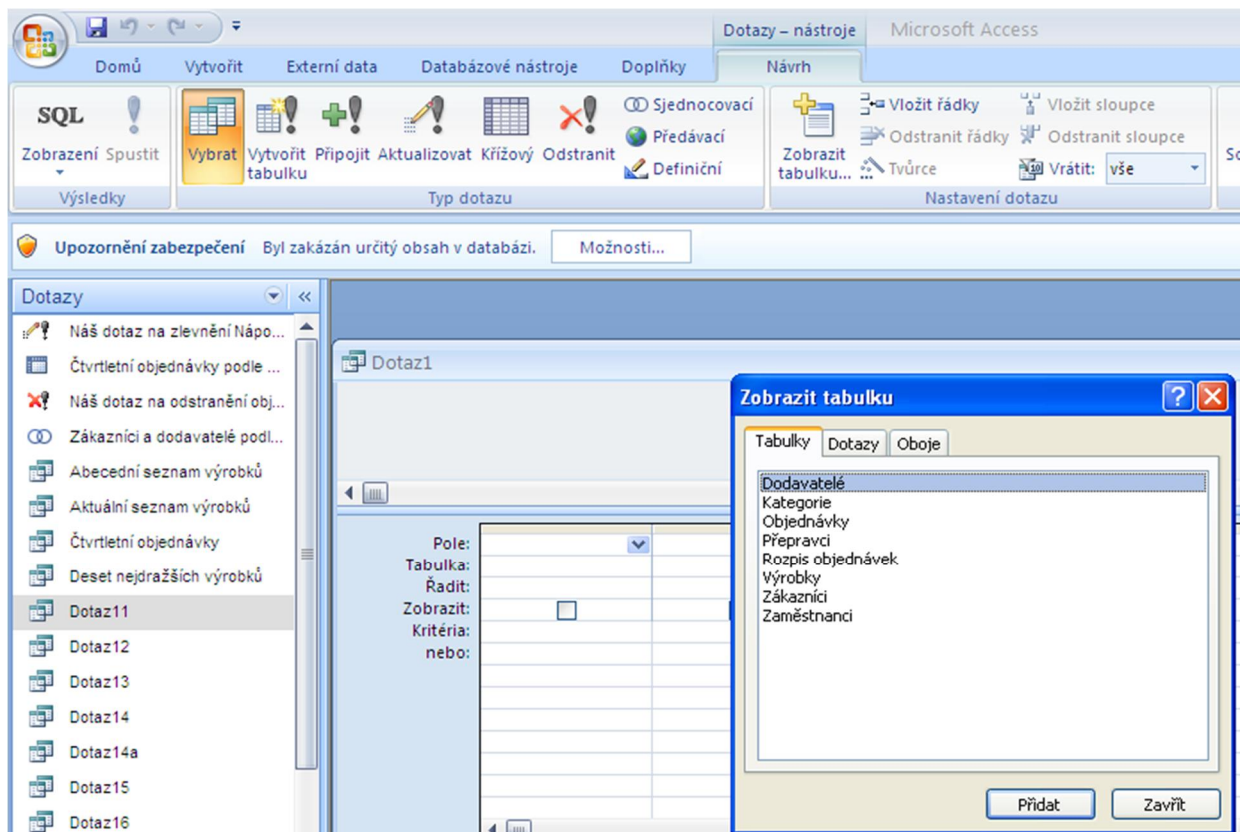 Dotazy – nástroje Microsoft Access
Domů Vytvořit Externí data Databázové nástroje Doplňky Návrh
SQL
Zobrazení Spustit
Výsledky
Vybrat Vytvořit tabulku Připojit Aktualizovat Křížový Odstranit
Sjednocovací
Předávací
Definiční
Typ dotazu
Zobrazit tabulku...
Vložit řádky
Odstranit řádky
Tvůrce
Vložit sloupce
Odstranit sloupce
Vrátit: vše
Nastavení dotazu
Upozornění zabezpečení Byl zakázán určitý obsah v databázi. Možnosti...
Dotazy
Náš dotaz na zlevnění Nápo...
Čtvrtletní objednávky podle ...
Náš dotaz na odstranění obj...
Zákazníci a dodavatelé podl...
Abecední seznam výrobků
Aktuální seznam výrobků
Čtvrtletní objednávky
Deset nejdražších výrobků
Dotaz11
Dotaz12
Dotaz13
Dotaz14
Dotaz14a
Dotaz15
Dotaz16
Dotaz1
Pole:
Tabulka:
Řadit:
Zobrazit:
Kritéria:
nebo:
Zobrazit tabulku
Tabulky Dotazy Oboje
Dodavatelé
Kategorie
Objednávky
Přepravci
Rozpis objednávek
Výrobky
Zákazníci
Zaměstnanci
Přidat Zavřít